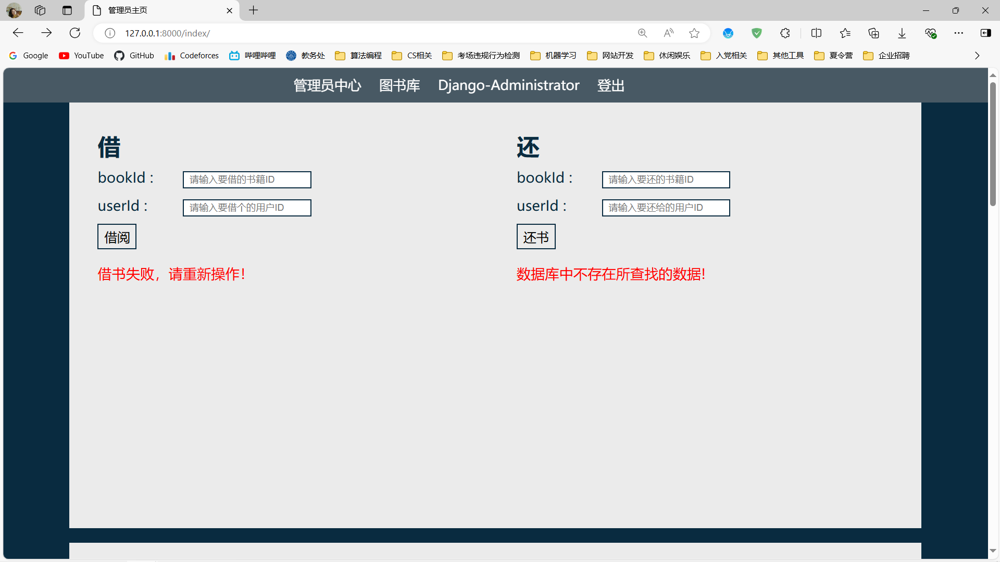 管理员主页
127.0.0.1:8000/index/
Google YouTube GitHub Codeforces 哔哩哔哩 教务处 算法编程 CS相关 考场违规行为检测 机器学习 网站开发 休闲娱乐 入党相关 其他工具 夏令营 企业招聘
管理员中心 图书库 Django-Administrator 登出
借
bookId :
请输入要借的书籍ID
userId :
请输入要借个的用户ID
借阅
借书失败，请重新操作！
还
bookId :
请输入要还的书籍ID
userId :
请输入要还给的用户ID
还书
数据库中不存在所查找的数据!